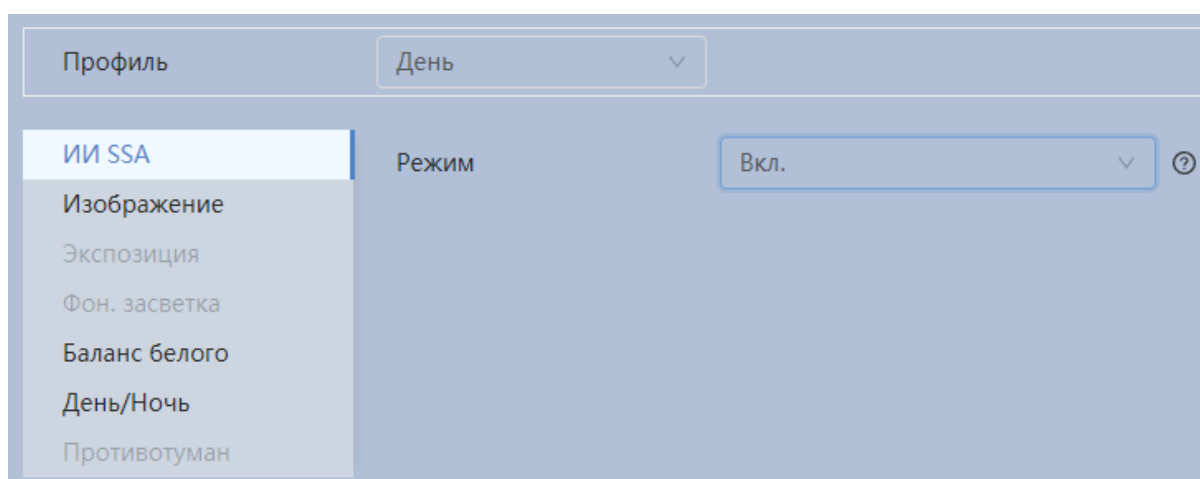 Профиль
День
ИИ SSA
Режим
Вкл.
Изображение
Экспозиция
Фон. засветка
Баланс белого
День/Ночь
Противотуман